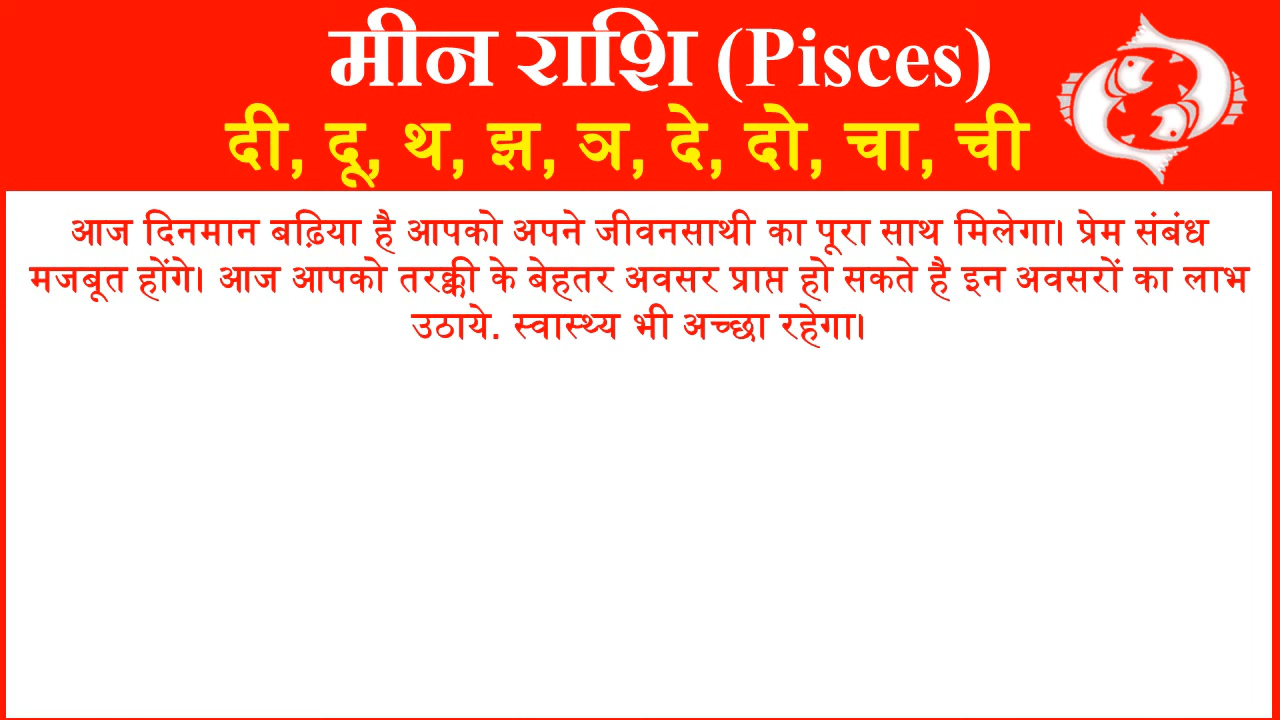 मीन राशि (Pisces)
दी, दू, थ, झ, ञ, दे, दो, चा, ची
आज दिनमान बढ़िया है आपको अपने जीवनसाथी का पूरा साथ मिलेगा। प्रेम संबंध
मजबूत होंगे। आज आपको तरक्की के बेहतर अवसर प्राप्त हो सकते है इन अवसरों का लाभ
उठाये. स्वास्थ्य भी अच्छा रहेगा।